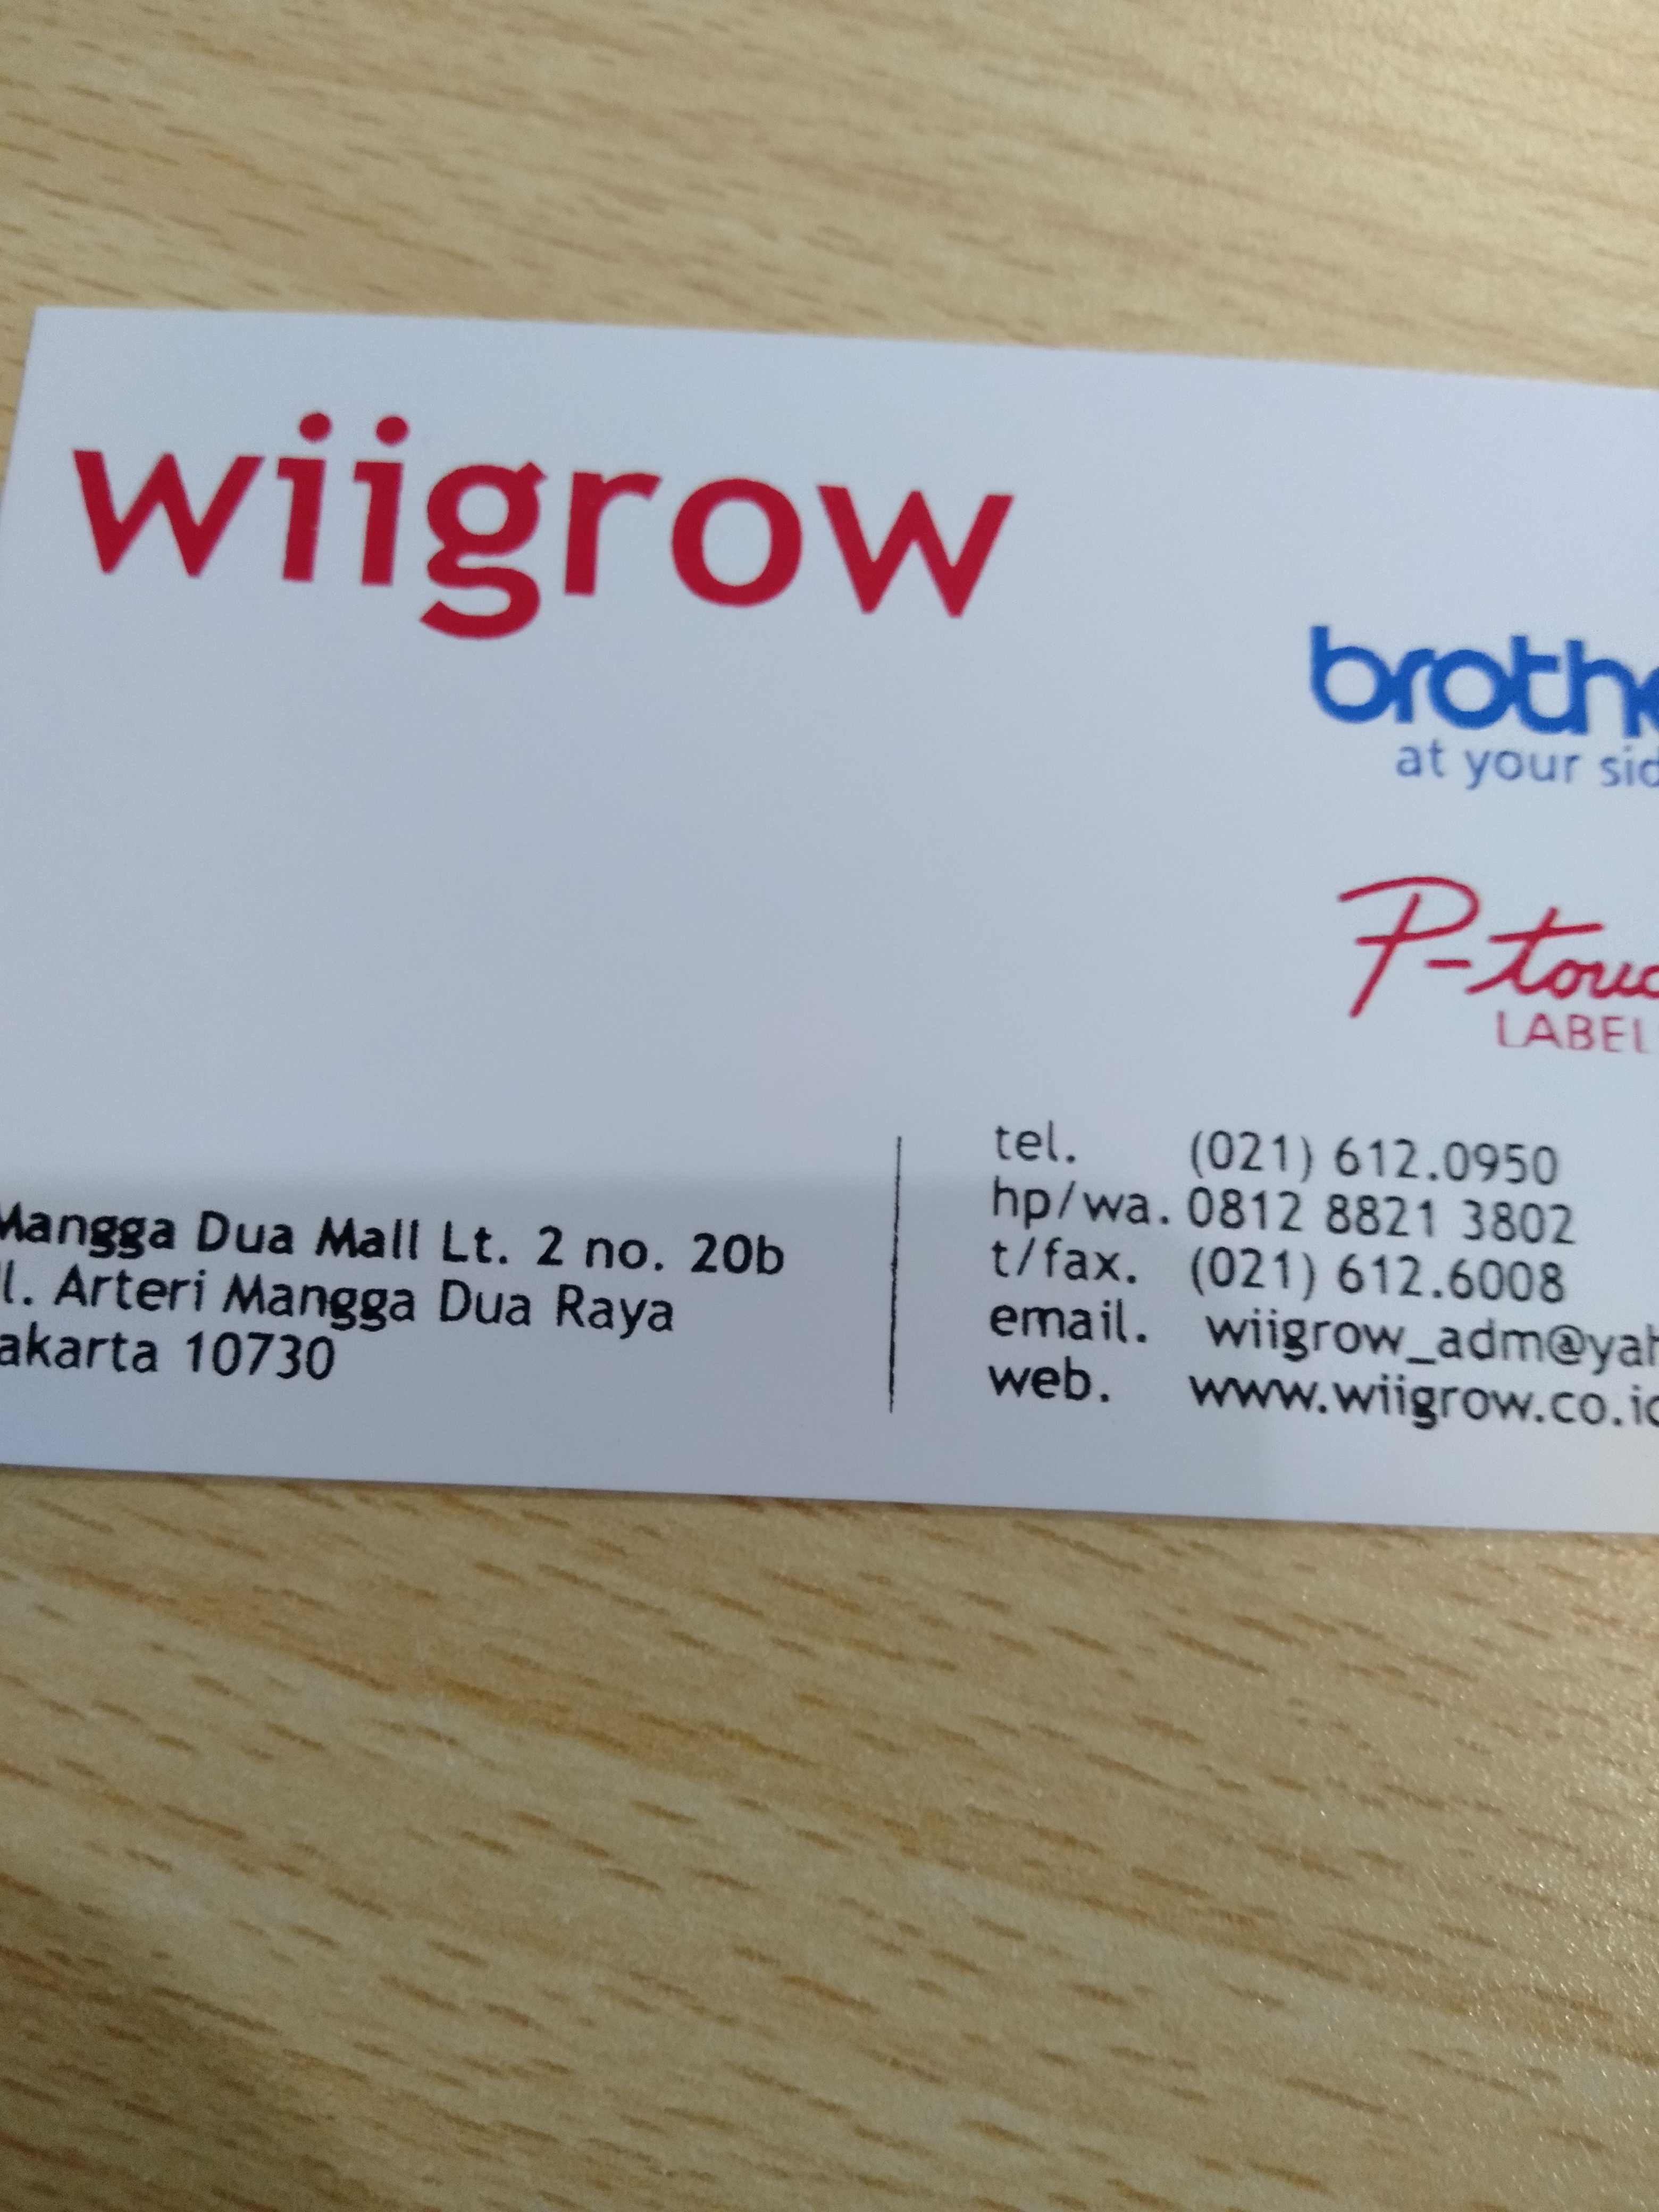 wiigrow
brothe
at your sid
P-touc
LABEL
Mangga Dua Mall Lt. 2 no. 20b
l. Arteri Mangga Dua Raya
akarta 10730
tel. (021) 612.0950
hp/wa. 0812 8821 3802
t/fax. (021) 612.6008
email. wiigrow_adm@yah
web. www.wiigrow.co.id